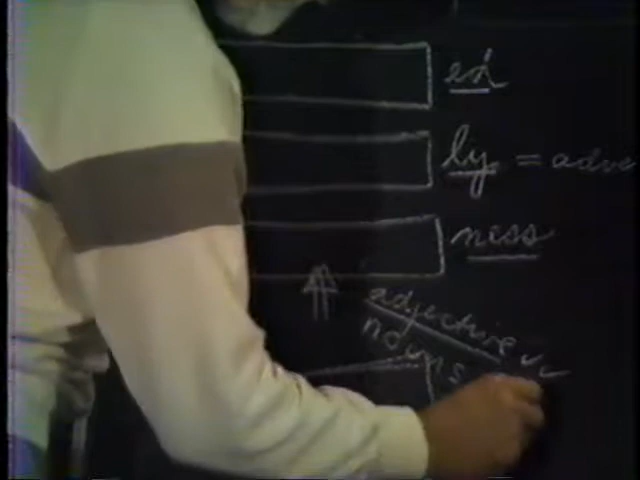 ed
ly = adve
ness
adjective
nouns